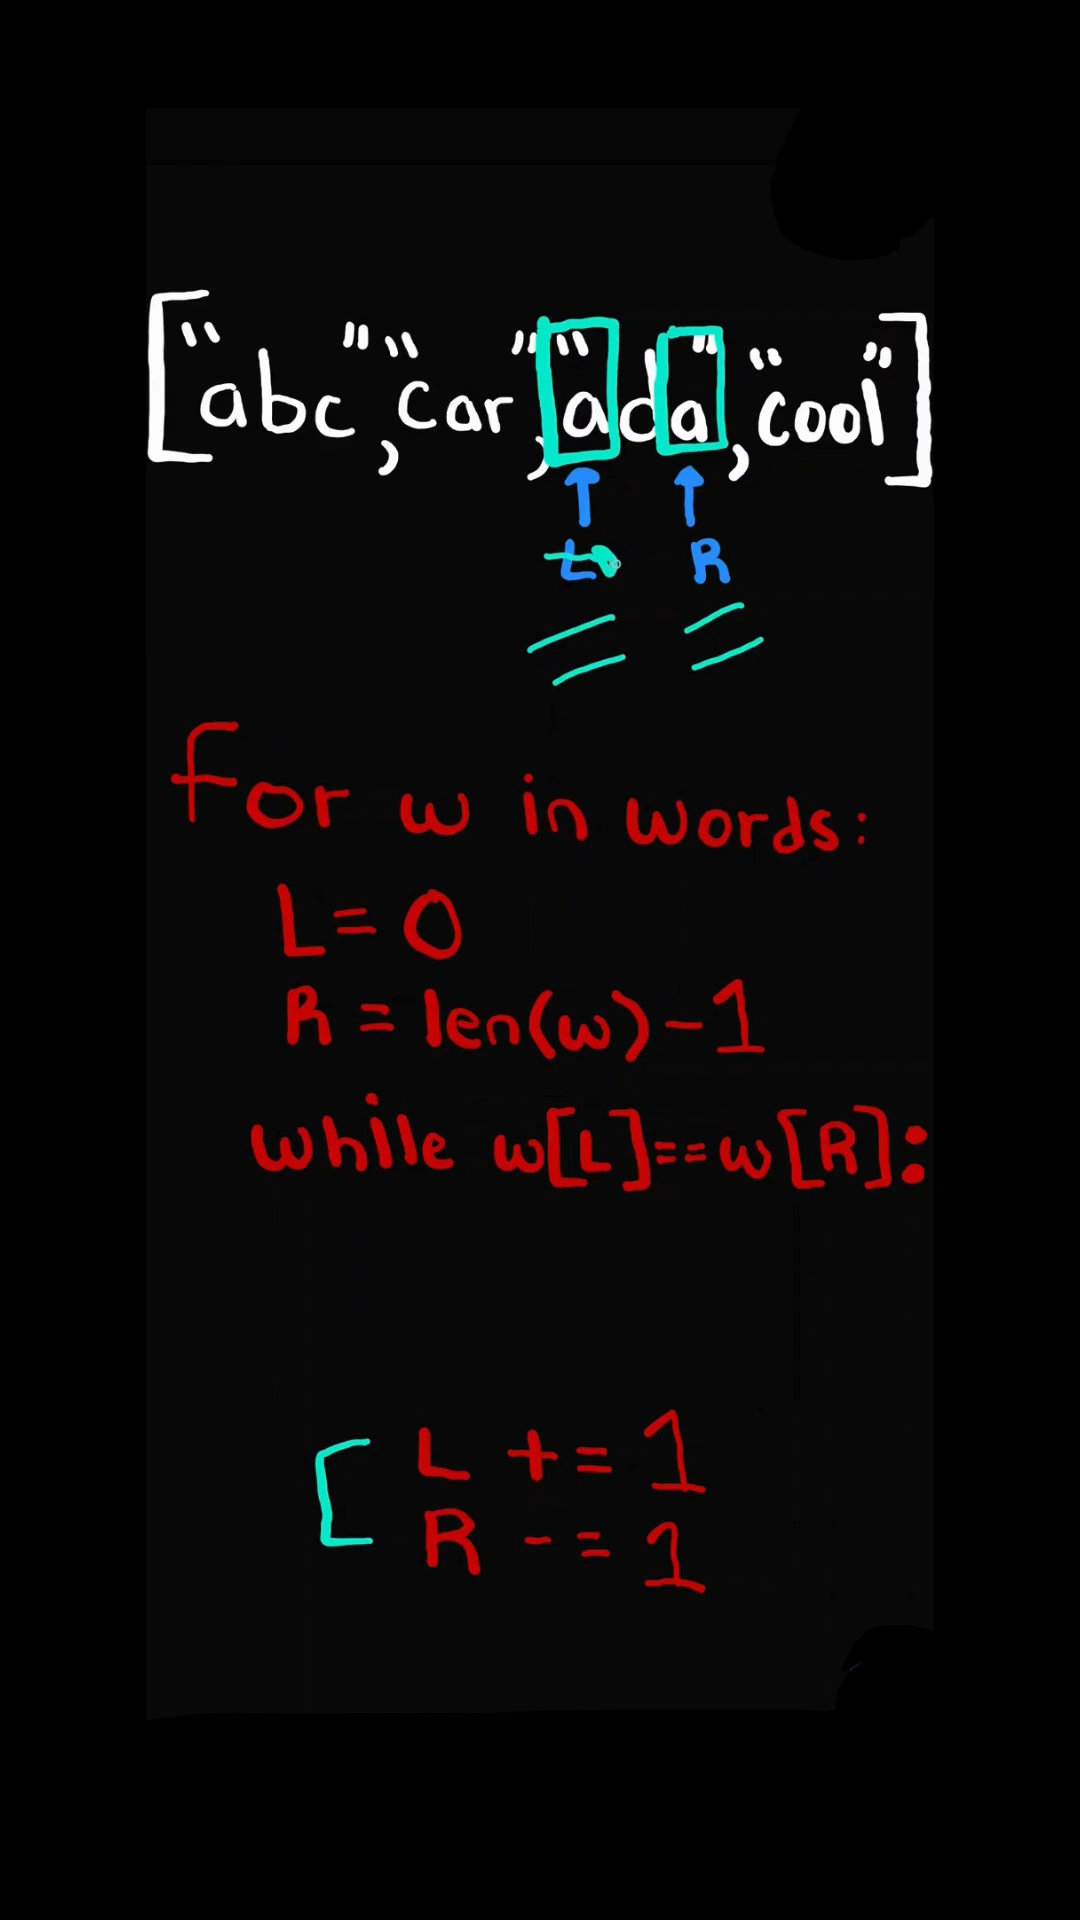 ["abc","car","ada","cool"]
L R
for w in words:
L = 0
R = len(w) - 1
while w[L]==w[R]:
L += 1
R -= 1